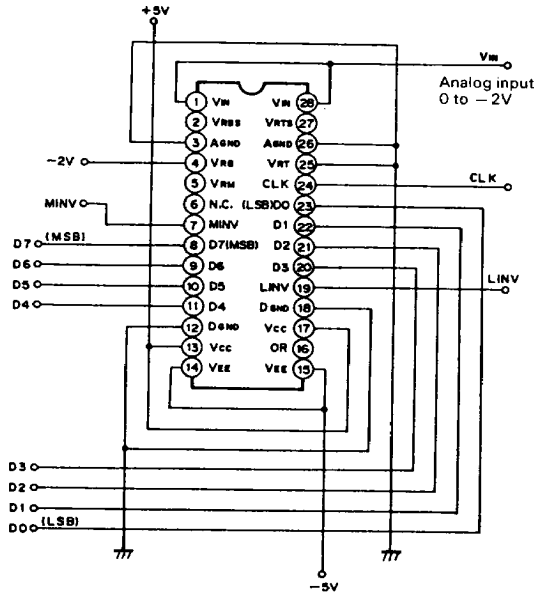 +5V
VIN
Analog input
0 to −2V
1 VIN VIN 28
2 VRBS VRTS 27
3 AGND AGND 26
−2V 4 VRB VRT 25
5 VRM CLK 24 CLK
6 N.C. (LSB)D0 23
MINV 7 MINV D1 22
D7 (MSB) 8 D7(MSB) D2 21
D6 9 D6 D3 20
D5 10 D5 LINV 19 LINV
D4 11 D4 DGND 18
12 DGND VCC 17
13 VCC OR 16
14 VEE VEE 15
D3
D2
D1
D0 (LSB)
−5V